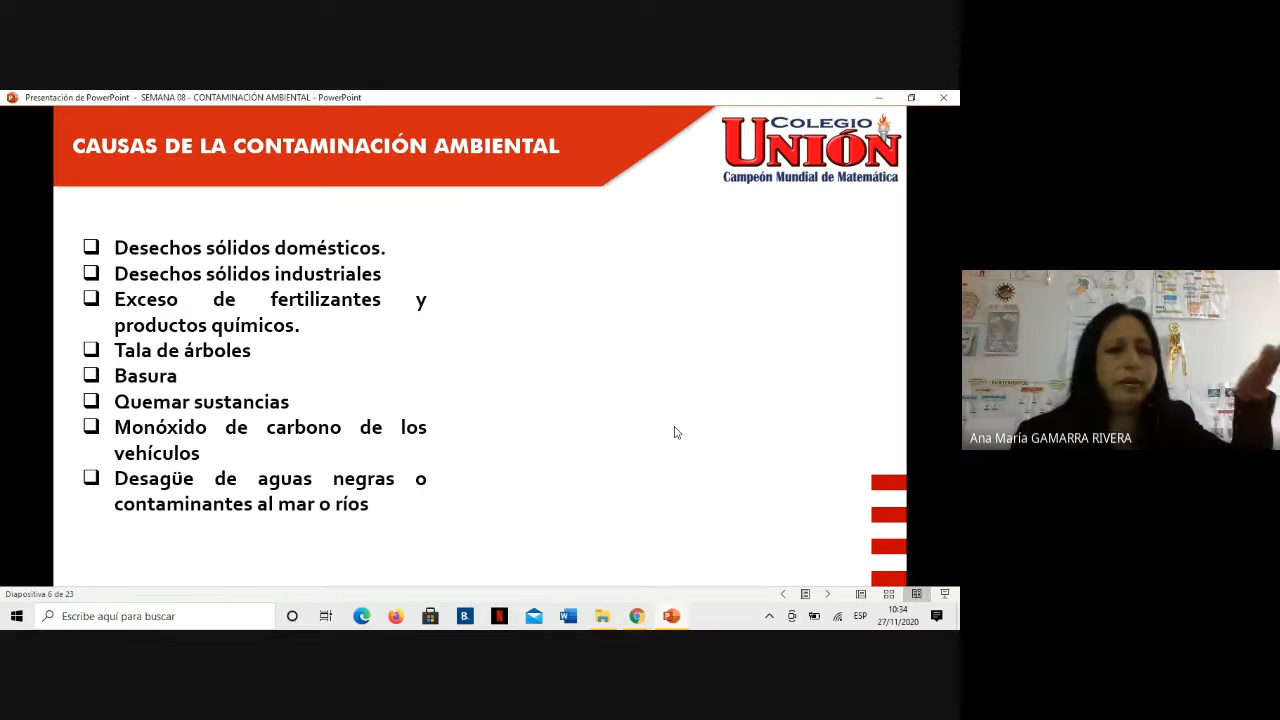 Presentación de PowerPoint - SEMANA 08 - CONTAMINACIÓN AMBIENTAL - PowerPoint
CAUSAS DE LA CONTAMINACIÓN AMBIENTAL
COLEGIO
UNIÓN
Campeón Mundial de Matemática
Desechos sólidos domésticos.
Desechos sólidos industriales
Exceso de fertilizantes y
productos químicos.
Tala de árboles
Basura
Quemar sustancias
Monóxido de carbono de los
vehículos
Desagüe de aguas negras o
contaminantes al mar o ríos
Ana María GAMARRA RIVERA
Diapositiva 6 de 23
Escribe aquí para buscar
B.
N
ESP
10:34
27/11/2020